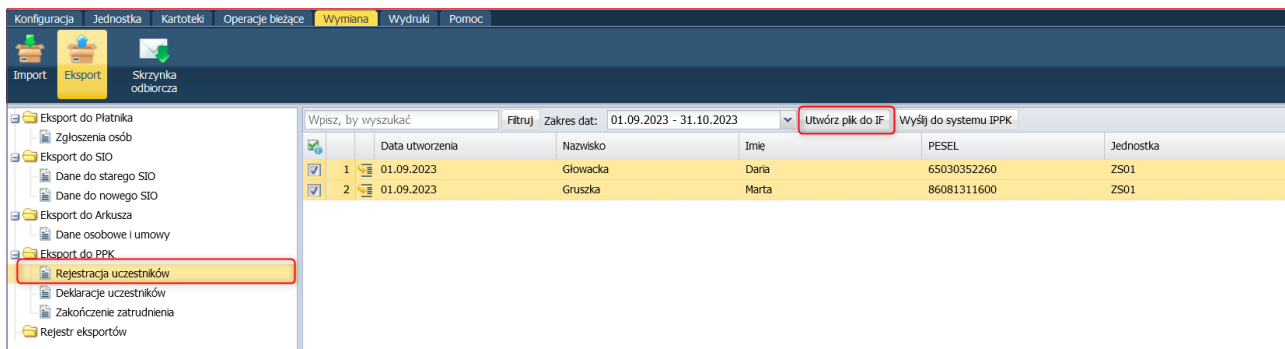 Konfiguracja Jednostka Kartoteki Operacje bieżące Wymiana Wydruki Pomoc
Import Eksport Skrzynka
odbiorcza
Eksport do Płatnika
Zgłoszenia osób
Eksport do SIO
Dane do starego SIO
Dane do nowego SIO
Eksport do Arkusza
Dane osobowe i umowy
Eksport do PPK
Rejestracja uczestników
Deklaracje uczestników
Zakończenie zatrudnienia
Rejestr eksportów
Wpisz, by wyszukać Filtruj Zakres dat: 01.09.2023 - 31.10.2023 Utwórz plik do IF Wyślij do systemu IPPK
Data utworzenia Nazwisko Imię PESEL Jednostka
1 01.09.2023 Głowacka Daria 65030352260 ZS01
2 01.09.2023 Gruszka Marta 86081311600 ZS01